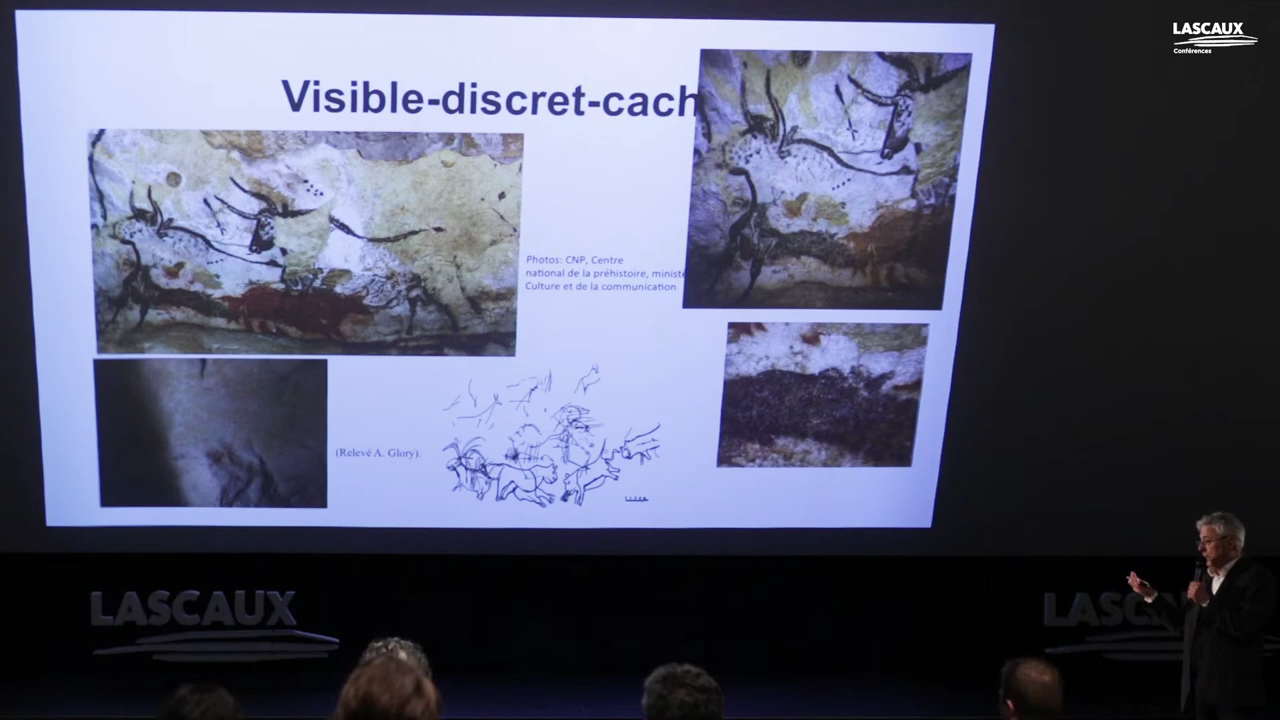 LASCAUX
Conférences
Visible-discret-cach
Photos: CNP, Centre
national de la préhistoire, ministè
Culture et de la communication
(Relevé A. Glory).
LASCAUX
LASC